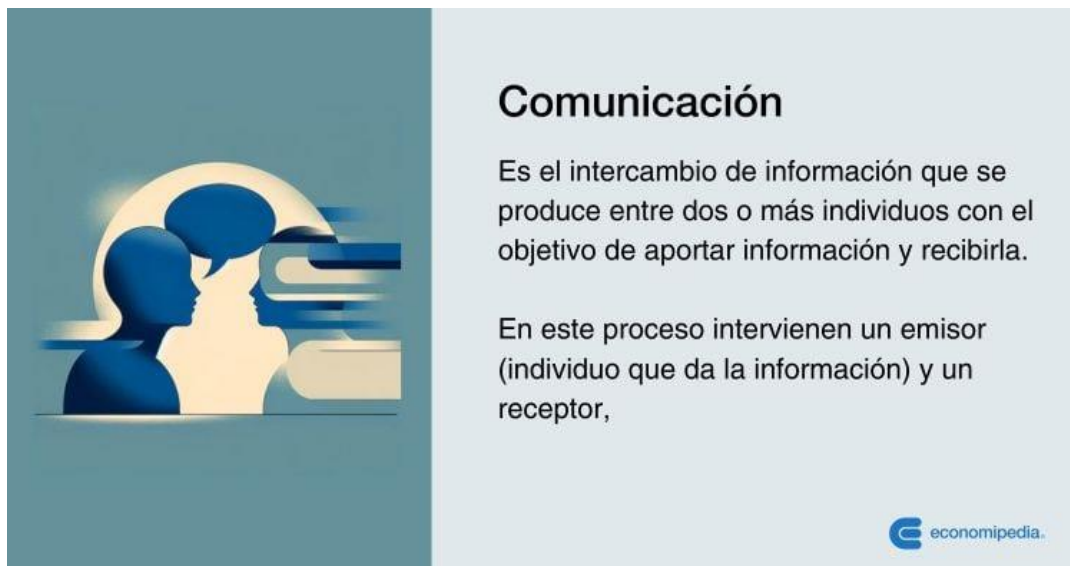 Comunicación
Es el intercambio de información que se
produce entre dos o más individuos con el
objetivo de aportar información y recibirla.
En este proceso intervienen un emisor
(individuo que da la información) y un
receptor,
economipedia.